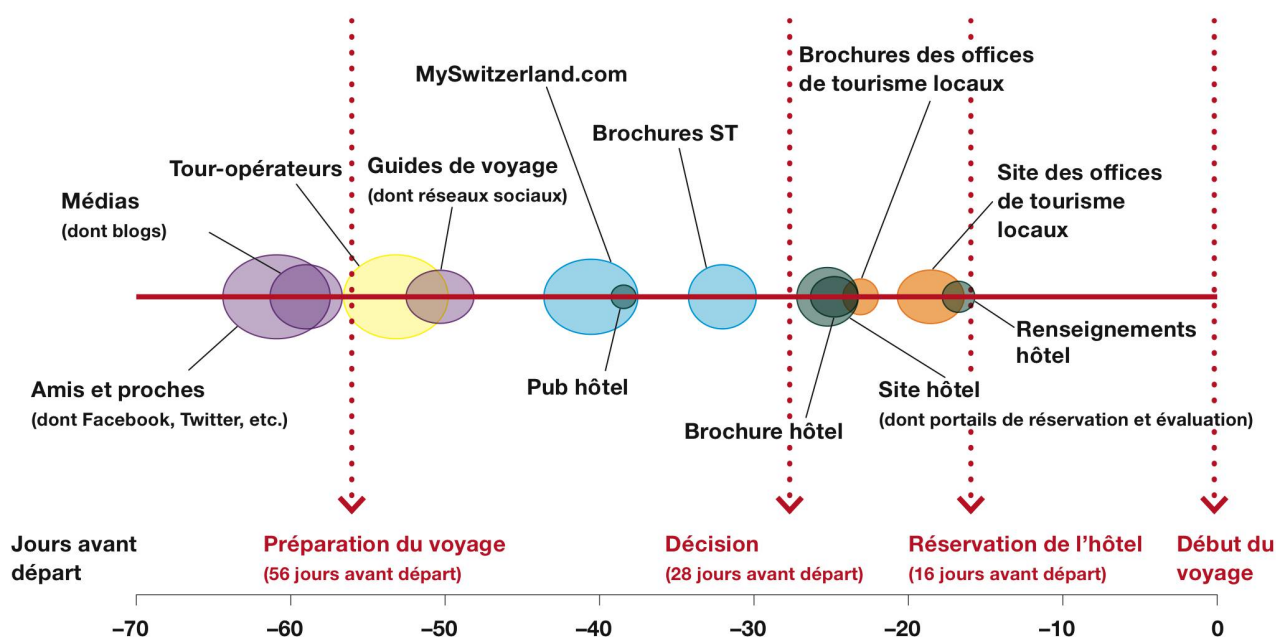 Brochures des offices
de tourisme locaux
MySwitzerland.com
Brochures ST
Tour-opérateurs
Guides de voyage
(dont réseaux sociaux)
Site des offices
de tourisme
locaux
Médias
(dont blogs)
Renseignements
hôtel
Amis et proches
(dont Facebook, Twitter, etc.)
Pub hôtel
Site hôtel
(dont portails de réservation et évaluation)
Brochure hôtel
Jours avant
départ
Préparation du voyage
(56 jours avant départ)
Décision
(28 jours avant départ)
Réservation de l’hôtel
(16 jours avant départ)
Début du
voyage
–70 –60 –50 –40 –30 –20 –10 0